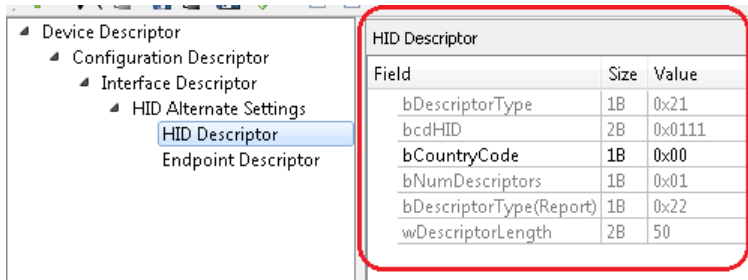 Device Descriptor
Configuration Descriptor
Interface Descriptor
HID Alternate Settings
HID Descriptor
Endpoint Descriptor
HID Descriptor
Field Size Value
bDescriptorType 1B 0x21
bcdHID 2B 0x0111
bCountryCode 1B 0x00
bNumDescriptors 1B 0x01
bDescriptorType(Report) 1B 0x22
wDescriptorLength 2B 50